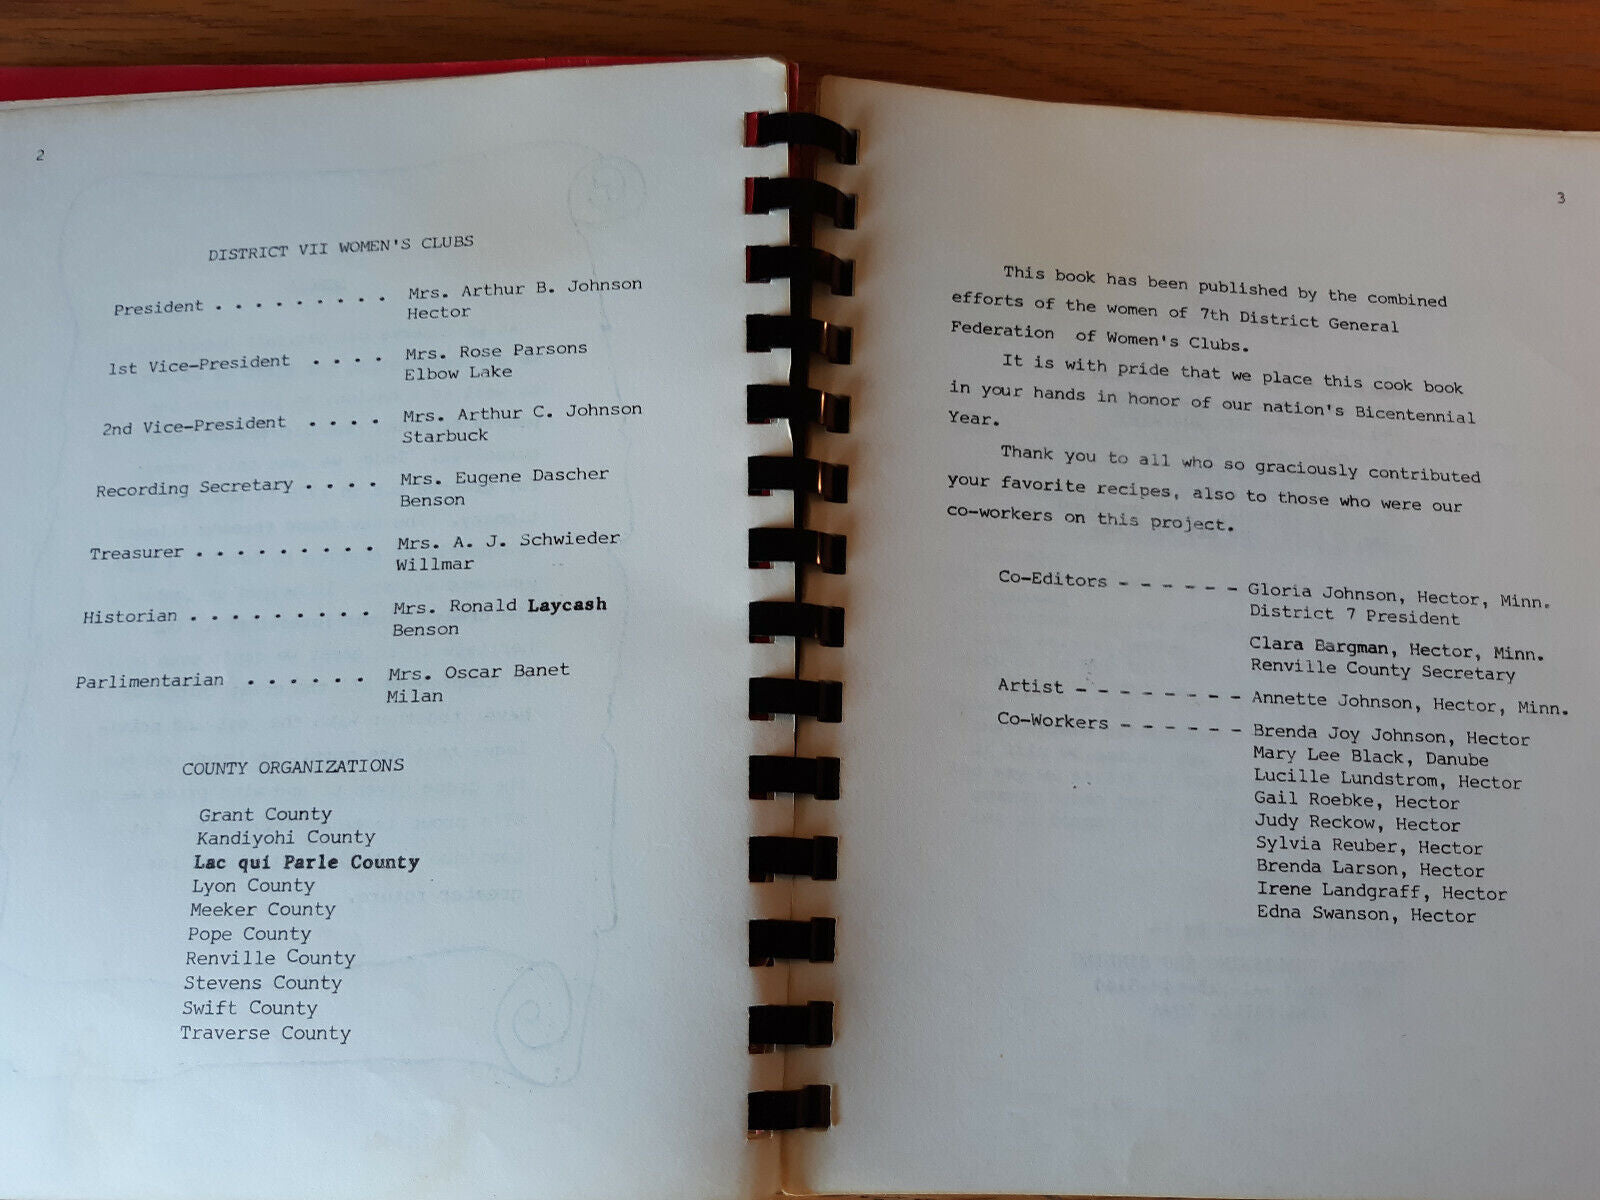 2
DISTRICT VII WOMEN'S CLUBS
President . . . . . . . . . Mrs. Arthur B. Johnson
Hector
1st Vice-President . . . . Mrs. Rose Parsons
Elbow Lake
2nd Vice-President . . . . Mrs. Arthur C. Johnson
Starbuck
Recording Secretary . . . . Mrs. Eugene Dascher
Benson
Treasurer . . . . . . . . . Mrs. A. J. Schwieder
Willmar
Historian . . . . . . . . . Mrs. Ronald Laycash
Benson
Parlimentarian . . . . . . Mrs. Oscar Banet
Milan
COUNTY ORGANIZATIONS
Grant County
Kandiyohi County
Lac qui Parle County
Lyon County
Meeker County
Pope County
Renville County
Stevens County
Swift County
Traverse County
3
This book has been published by the combined
efforts of the women of 7th District General
Federation of Women's Clubs.
It is with pride that we place this cook book
in your hands in honor of our nation's Bicentennial
Year.
Thank you to all who so graciously contributed
your favorite recipes, also to those who were our
co-workers on this project.
Co-Editors - - - - - - Gloria Johnson, Hector, Minn.
District 7 President
Clara Bargman, Hector, Minn.
Renville County Secretary
Artist - - - - - - - - Annette Johnson, Hector, Minn.
Co-Workers - - - - - - Brenda Joy Johnson, Hector
Mary Lee Black, Danube
Lucille Lundstrom, Hector
Gail Roebke, Hector
Judy Reckow, Hector
Sylvia Reuber, Hector
Brenda Larson, Hector
Irene Landgraff, Hector
Edna Swanson, Hector